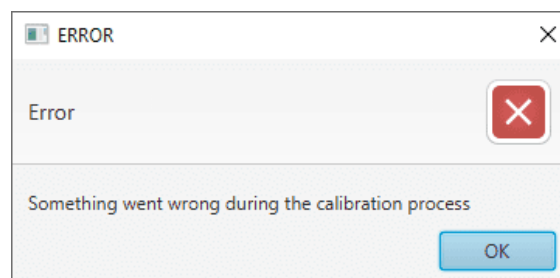 ERROR
Error
Something went wrong during the calibration process
OK